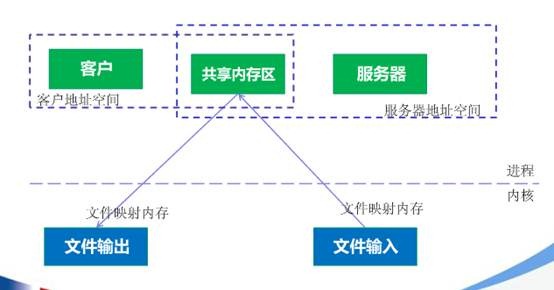 客户
共享内存区
服务器
客户地址空间
服务器地址空间
进程
内核
文件映射内存
文件映射内存
文件输出
文件输入